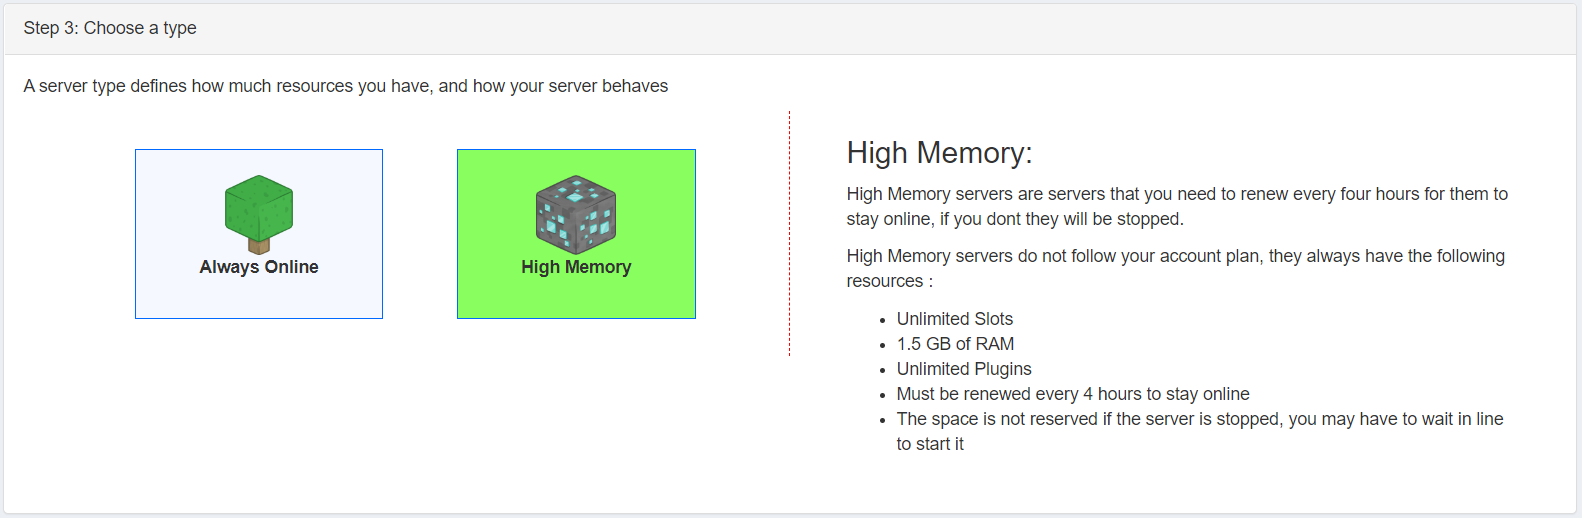 Step 3: Choose a type
A server type defines how much resources you have, and how your server behaves
Always Online
High Memory
High Memory:
High Memory servers are servers that you need to renew every four hours for them to
stay online, if you dont they will be stopped.
High Memory servers do not follow your account plan, they always have the following
resources :
• Unlimited Slots
• 1.5 GB of RAM
• Unlimited Plugins
• Must be renewed every 4 hours to stay online
• The space is not reserved if the server is stopped, you may have to wait in line
to start it